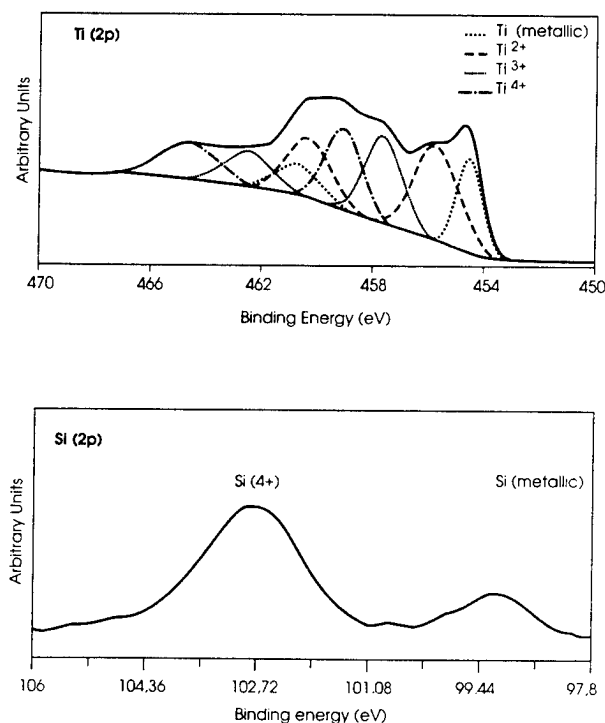 Ti (2p)
Ti (metallic)
Ti 2+
Ti 3+
Ti 4+
Arbitrary Units
470 466 462 458 454 450
Binding Energy (eV)
Si (2p)
Si (4+) Si (metallic)
Arbitrary Units
106 104.36 102.72 101.08 99.44 97.8
Binding energy (eV)